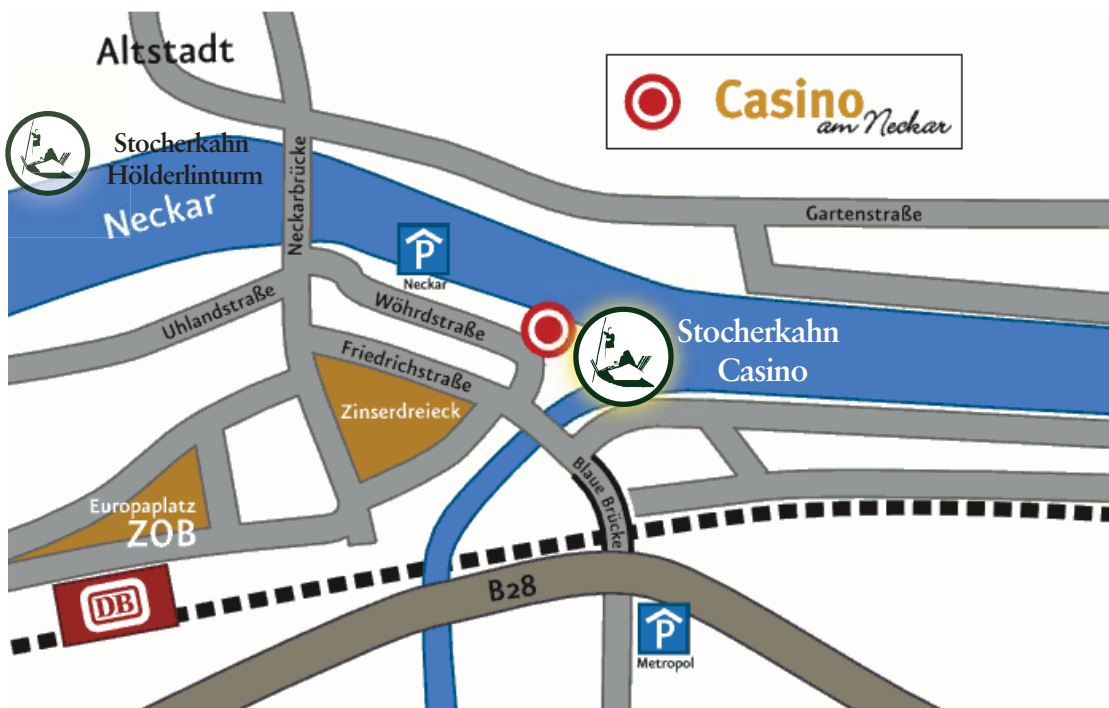 Altstadt
Casino
am Neckar
Stocherkahn
Hölderlinturm
Neckar
Neckarbrücke
Gartenstraße
P
Neckar
Uhlandstraße
Wöhrdstraße
Friedrichstraße
Stocherkahn
Casino
Zinserdreieck
Blaue Brücke
Europaplatz
ZOB
DB
B28
P
Metropol